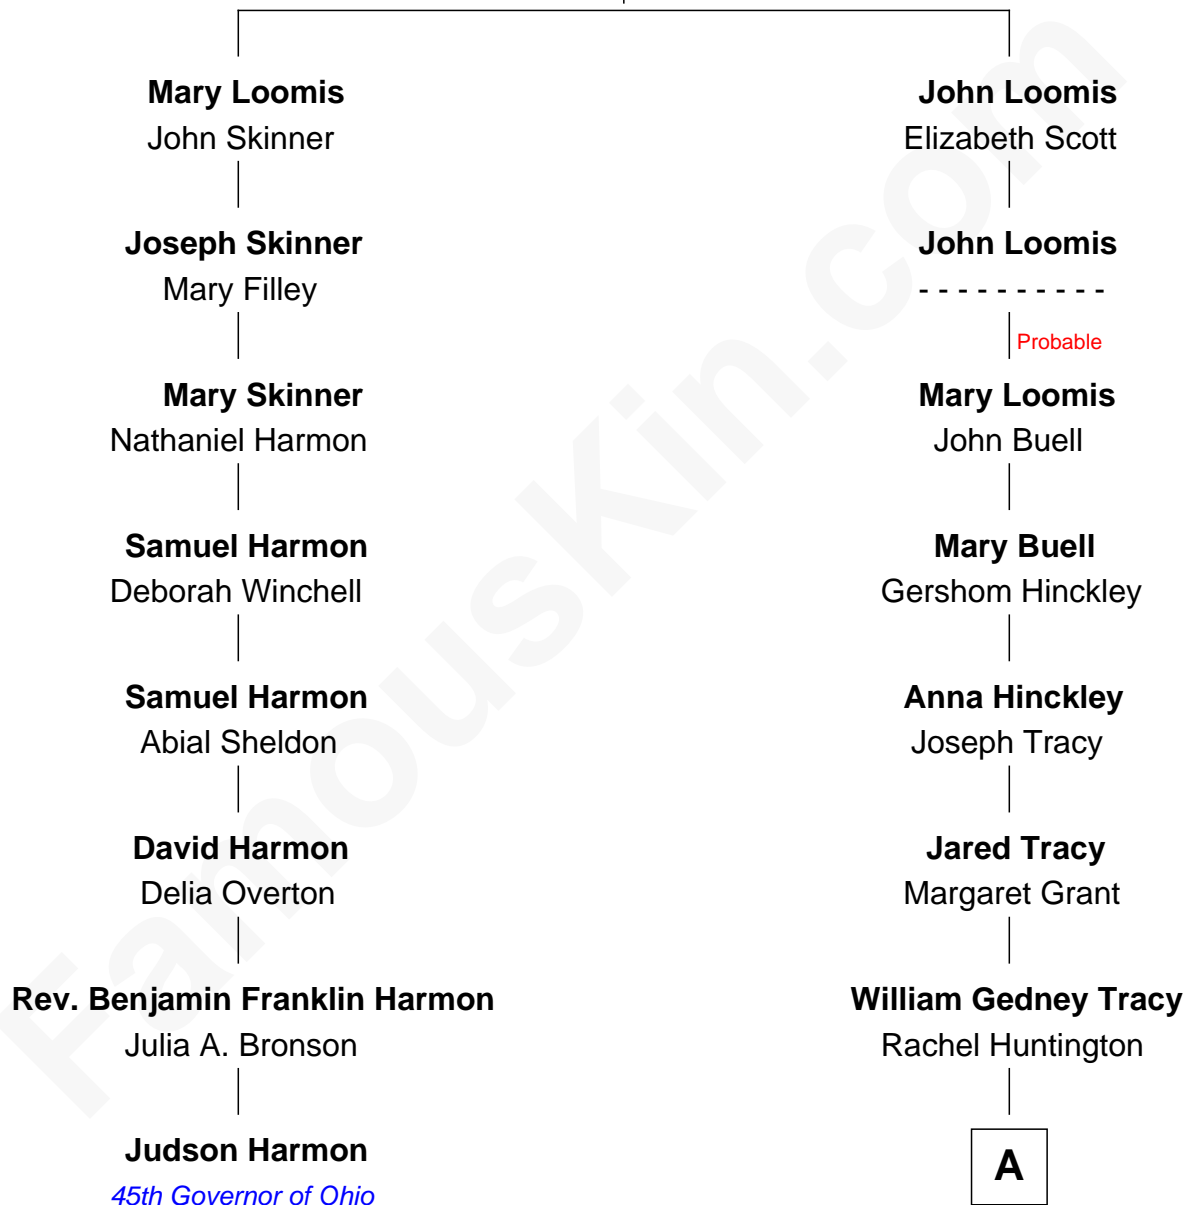 Mary Loomis
John Skinner
John Loomis
Elizabeth Scott
Joseph Skinner
Mary Filley
John Loomis
- - - - - - - - - -
Probable
Mary Skinner
Nathaniel Harmon
Mary Loomis
John Buell
Samuel Harmon
Deborah Winchell
Mary Buell
Gershom Hinckley
Samuel Harmon
Abial Sheldon
Anna Hinckley
Joseph Tracy
David Harmon
Delia Overton
Jared Tracy
Margaret Grant
Rev. Benjamin Franklin Harmon
Julia A. Bronson
William Gedney Tracy
Rachel Huntington
Judson Harmon
45th Governor of Ohio
A
FamousKin.com